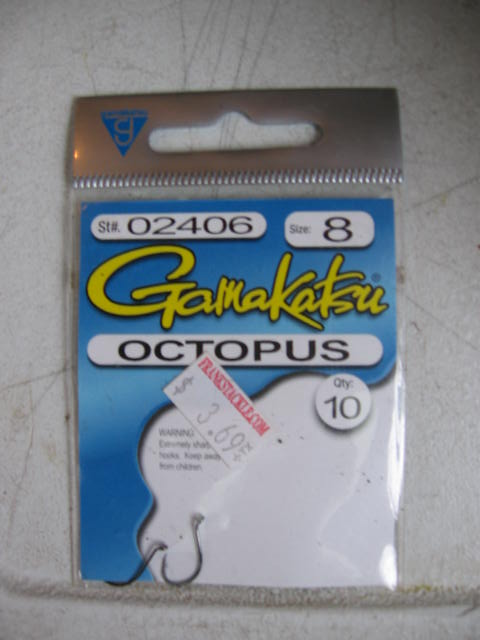 St#. 02406
Size: 8
Gamakatsu®
OCTOPUS
Qty:
10
FRANKSTACKLE.COM
$ 3.69
WARNING:
Extremely sharp
hooks. Keep away
from children.